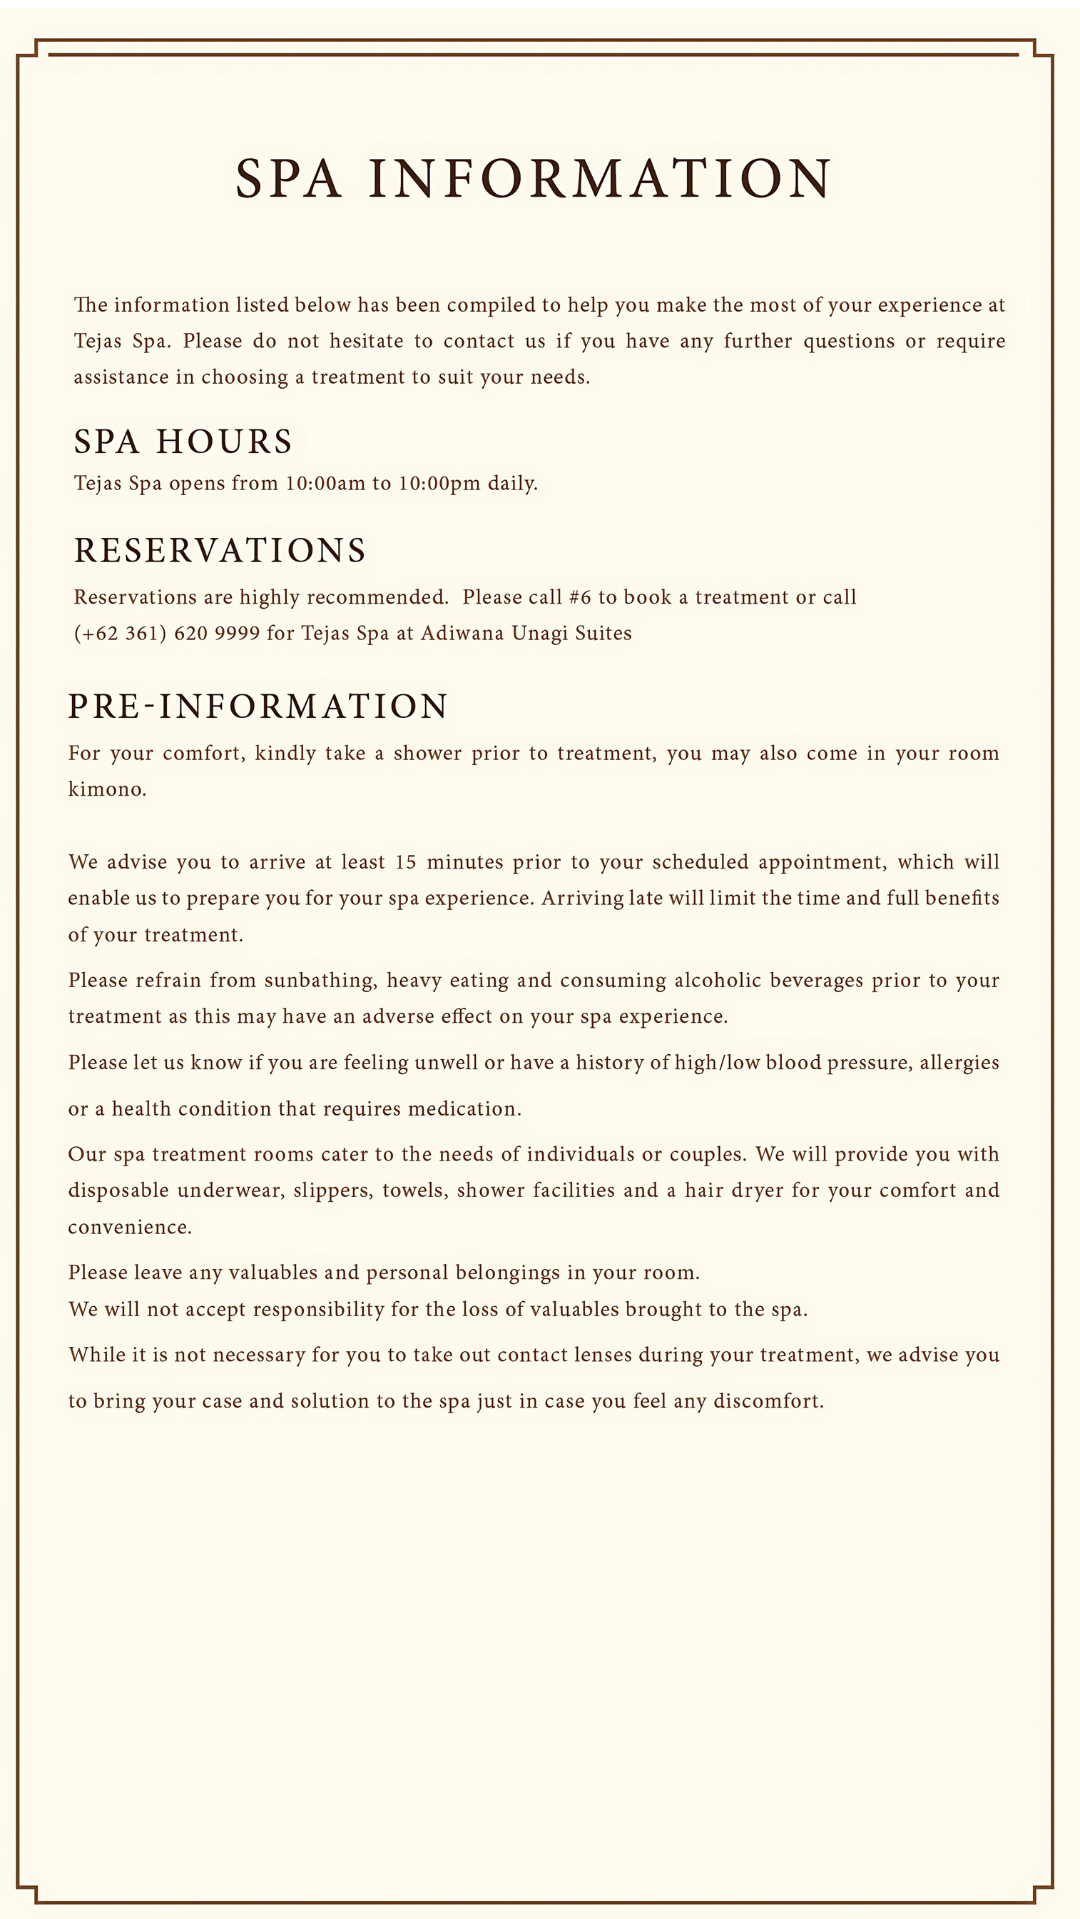 SPA INFORMATION
The information listed below has been compiled to help you make the most of your experience at
Tejas Spa. Please do not hesitate to contact us if you have any further questions or require
assistance in choosing a treatment to suit your needs.
SPA HOURS
Tejas Spa opens from 10:00am to 10:00pm daily.
RESERVATIONS
Reservations are highly recommended. Please call #6 to book a treatment or call
(+62 361) 620 9999 for Tejas Spa at Adiwana Unagi Suites
PRE-INFORMATION
For your comfort, kindly take a shower prior to treatment, you may also come in your room
kimono.
We advise you to arrive at least 15 minutes prior to your scheduled appointment, which will
enable us to prepare you for your spa experience. Arriving late will limit the time and full benefits
of your treatment.
Please refrain from sunbathing, heavy eating and consuming alcoholic beverages prior to your
treatment as this may have an adverse effect on your spa experience.
Please let us know if you are feeling unwell or have a history of high/low blood pressure, allergies
or a health condition that requires medication.
Our spa treatment rooms cater to the needs of individuals or couples. We will provide you with
disposable underwear, slippers, towels, shower facilities and a hair dryer for your comfort and
convenience.
Please leave any valuables and personal belongings in your room.
We will not accept responsibility for the loss of valuables brought to the spa.
While it is not necessary for you to take out contact lenses during your treatment, we advise you
to bring your case and solution to the spa just in case you feel any discomfort.